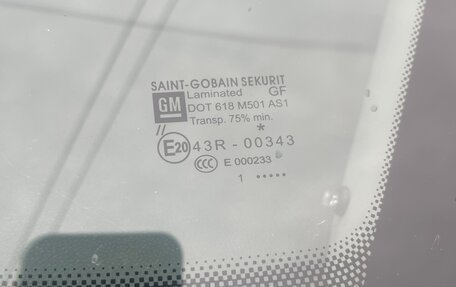 SAINT-GOBAIN SEKURIT
Laminated GF
GM
DOT 618 M501 AS1
Transp. 75% min.
// *
E20 43R - 00343
CCC E 000233
1 •••••